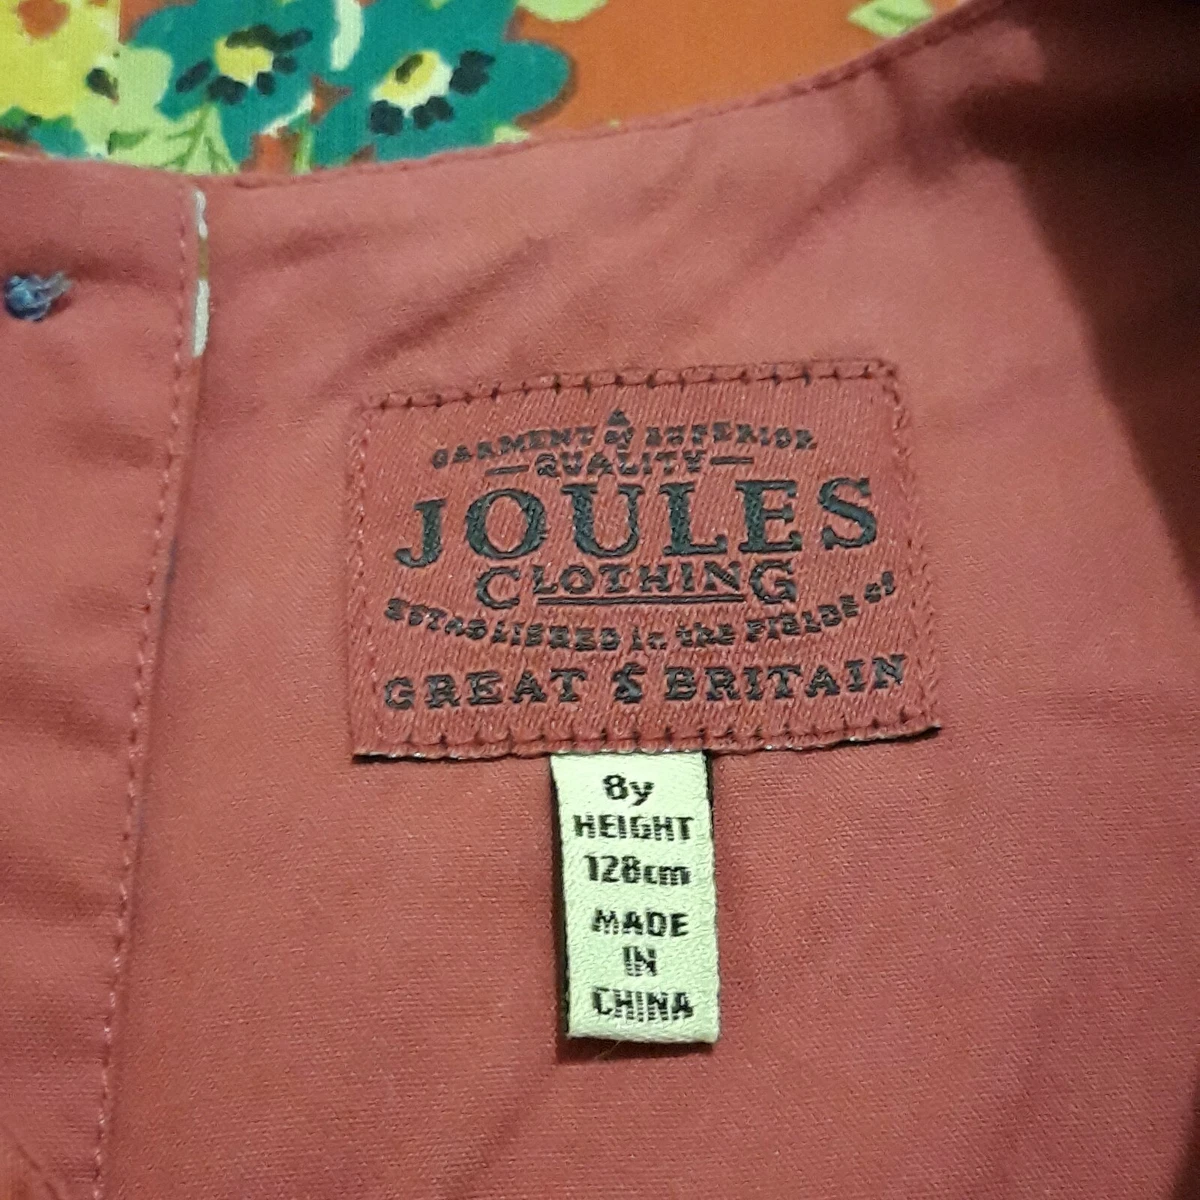 A
GARMENT of SUPERIOR
QUALITY
JOULES
CLOTHING
ESTABLISHED in the FIELDS of
GREAT BRITAIN
8y
HEIGHT
128cm
MADE
IN
CHINA